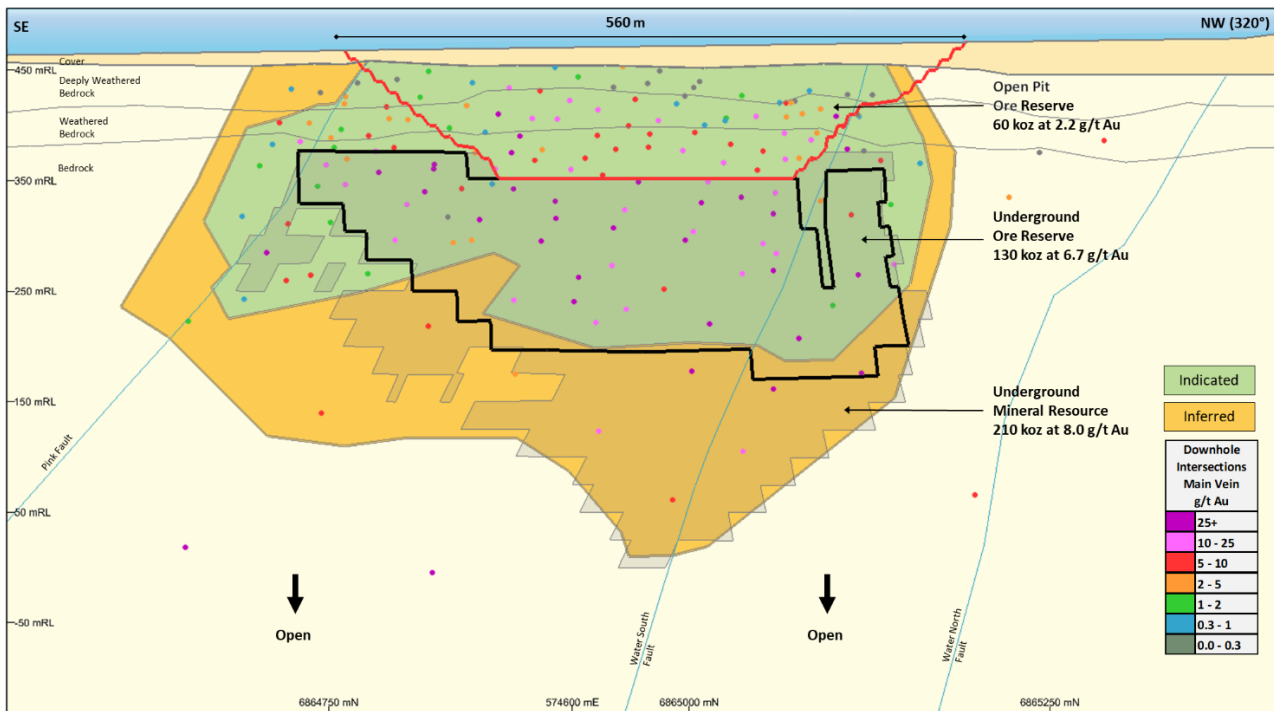 SE
560 m
NW (320°)
Cover
450 mRL
Deeply Weathered
Bedrock
Open Pit
Ore Reserve
60 koz at 2.2 g/t Au
Weathered
Bedrock
Bedrock
350 mRL
Underground
Ore Reserve
130 koz at 6.7 g/t Au
250 mRL
Indicated
Inferred
150 mRL
Underground
Mineral Resource
210 koz at 8.0 g/t Au
Pink Fault
Downhole
Intersections
Main Vein
g/t Au
25+
10 - 25
5 - 10
2 - 5
1 - 2
0.3 - 1
0.0 - 0.3
50 mRL
-50 mRL
Open
Open
Water South
Fault
Water North
Fault
6864750 mN
574600 mE
6865000 mN
6865250 mN